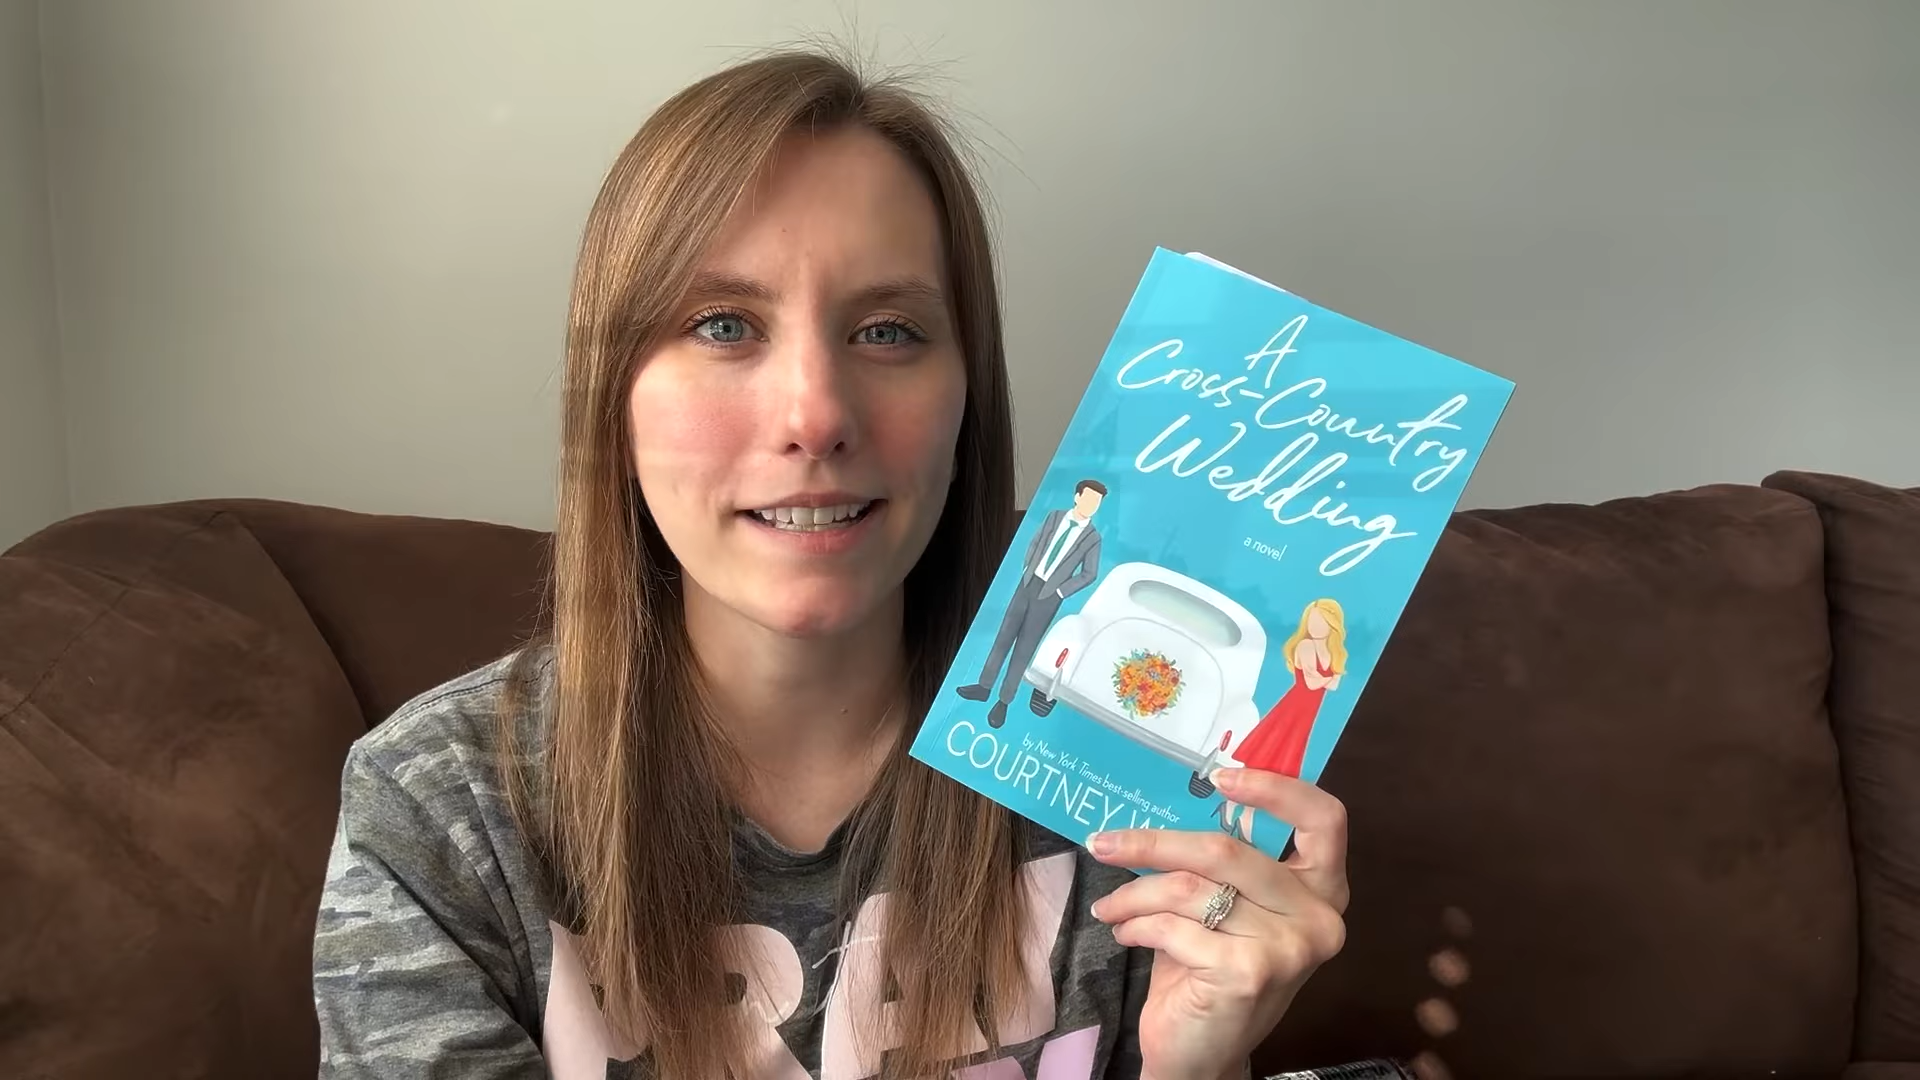 A
Cross-Country
Wedding
a novel
by New York Times best-selling author
COURTNEY